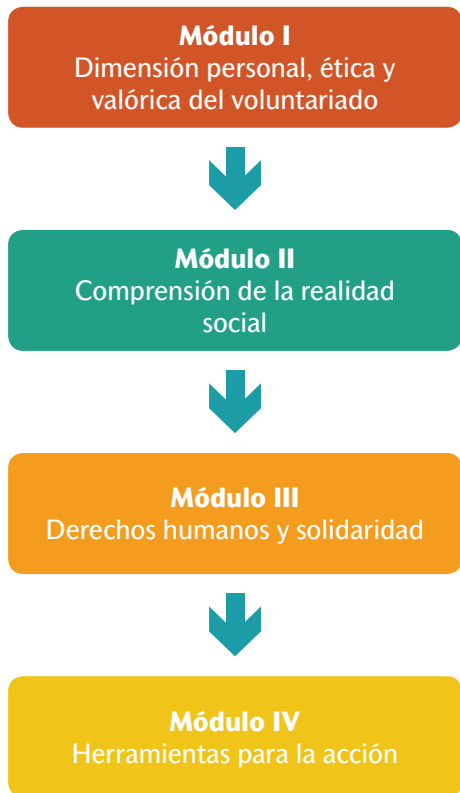 Módulo I
Dimensión personal, ética y
valórica del voluntariado
Módulo II
Comprensión de la realidad
social
Módulo III
Derechos humanos y solidaridad
Módulo IV
Herramientas para la acción